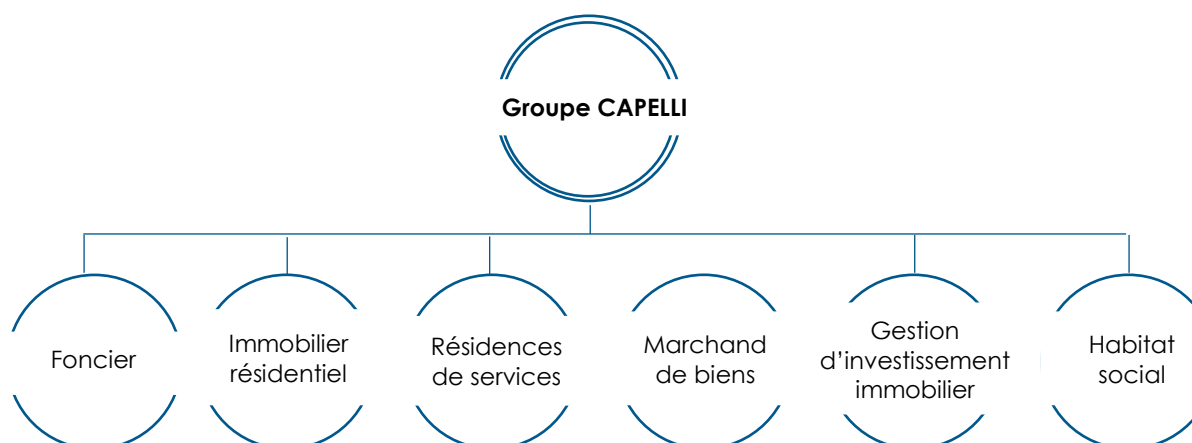 Groupe CAPELLI
Foncier
Immobilier
résidentiel
Résidences
de services
Marchand
de biens
Gestion
d’investissement
immobilier
Habitat
social